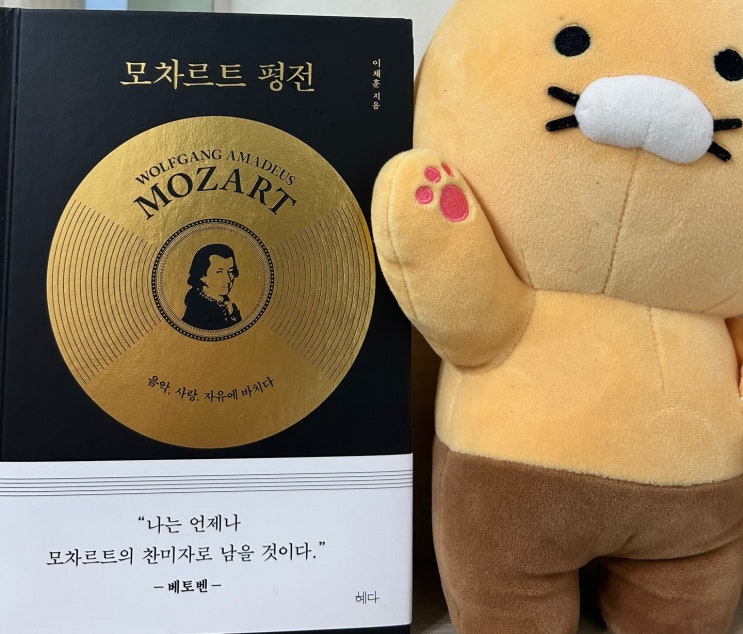 모차르트 평전
이채훈 지음
WOLFGANG AMADEUS
MOZART
음악, 사랑, 자유에 바치다
“나는 언제나
모차르트의 찬미자로 남을 것이다.”
– 베토벤 –
혜다